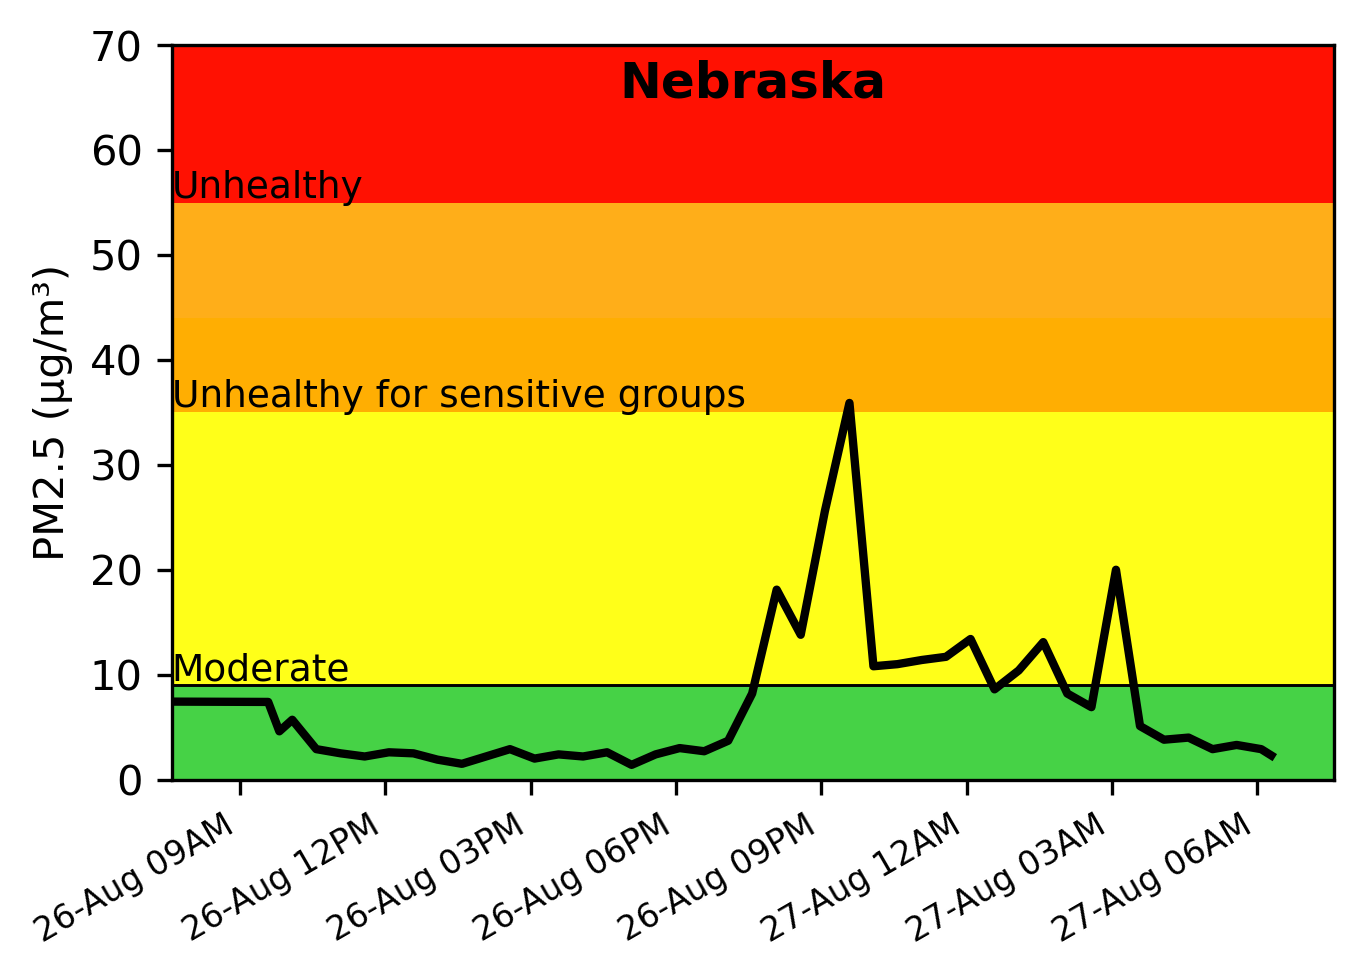 Nebraska
70
60
50
40
30
20
10
0
PM2.5 (µg/m³)
Unhealthy
Unhealthy for sensitive groups
Moderate
26-Aug 09AM
26-Aug 12PM
26-Aug 03PM
26-Aug 06PM
26-Aug 09PM
27-Aug 12AM
27-Aug 03AM
27-Aug 06AM